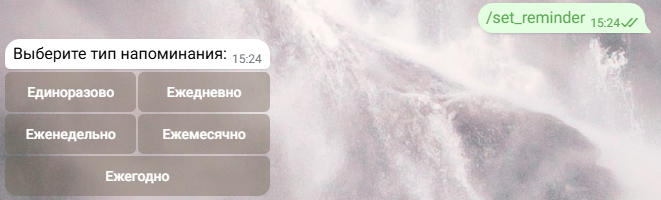 /set_reminder 15:24
Выберите тип напоминания: 15:24
Единоразово Ежедневно
Еженедельно Ежемесячно
Ежегодно